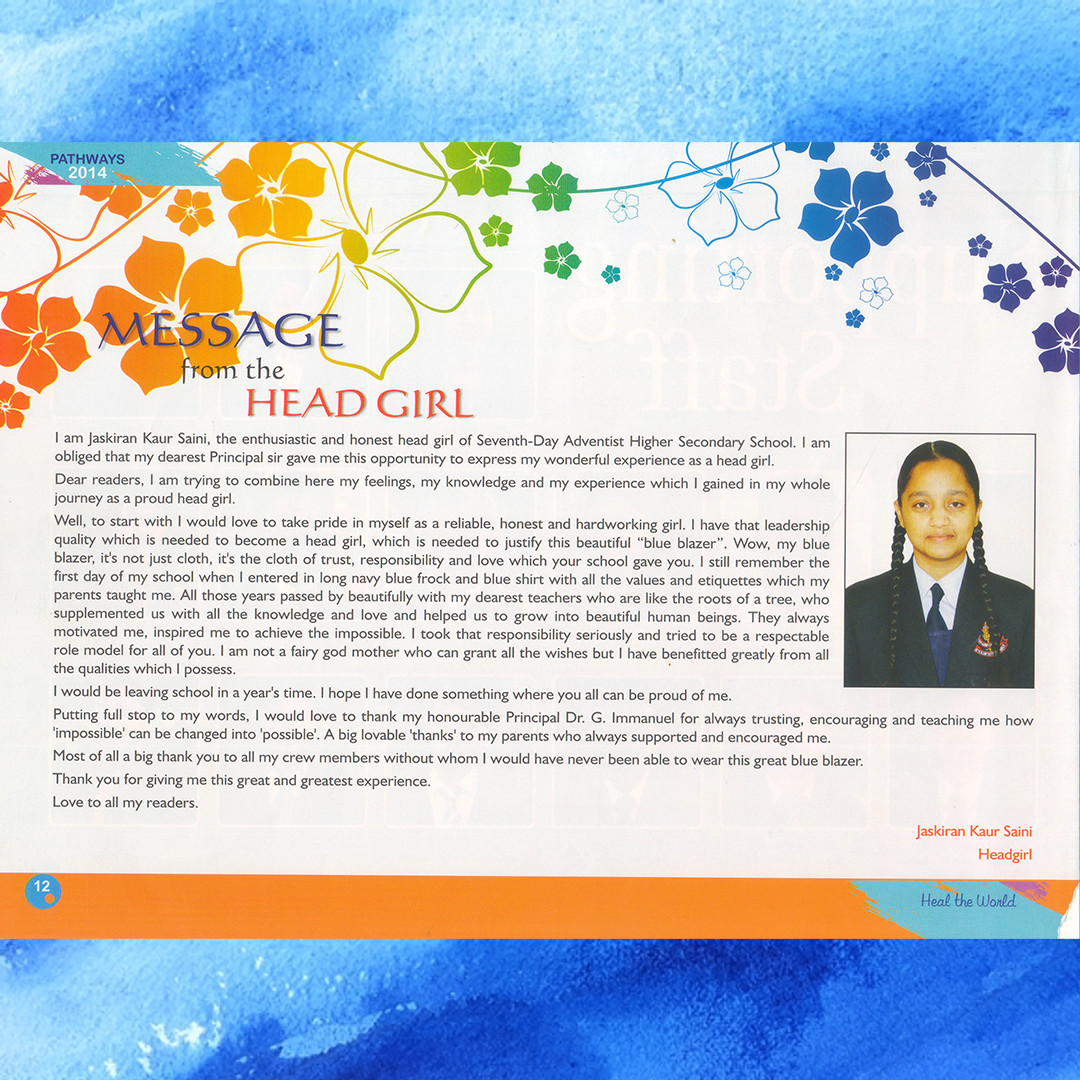 PATHWAYS
2014
MESSAGE
from the
HEAD GIRL
I am Jaskiran Kaur Saini, the enthusiastic and honest head girl of Seventh-Day Adventist Higher Secondary School. I am
obliged that my dearest Principal sir gave me this opportunity to express my wonderful experience as a head girl.
Dear readers, I am trying to combine here my feelings, my knowledge and my experience which I gained in my whole
journey as a proud head girl.
Well, to start with I would love to take pride in myself as a reliable, honest and hardworking girl. I have that leadership
quality which is needed to become a head girl, which is needed to justify this beautiful “blue blazer”. Wow, my blue
blazer, it's not just cloth, it's the cloth of trust, responsibility and love which your school gave you. I still remember the
first day of my school when I entered in long navy blue frock and blue shirt with all the values and etiquettes which my
parents taught me. All those years passed by beautifully with my dearest teachers who are like the roots of a tree, who
supplemented us with all the knowledge and love and helped us to grow into beautiful human beings. They always
motivated me, inspired me to achieve the impossible. I took that responsibility seriously and tried to be a respectable
role model for all of you. I am not a fairy god mother who can grant all the wishes but I have benefitted greatly from all
the qualities which I possess.
I would be leaving school in a year's time. I hope I have done something where you all can be proud of me.
Putting full stop to my words, I would love to thank my honourable Principal Dr. G. Immanuel for always trusting, encouraging and teaching me how
'impossible' can be changed into 'possible'. A big lovable 'thanks' to my parents who always supported and encouraged me.
Most of all a big thank you to all my crew members without whom I would have never been able to wear this great blue blazer.
Thank you for giving me this great and greatest experience.
Love to all my readers.
Jaskiran Kaur Saini
Headgirl
12
Heal the World